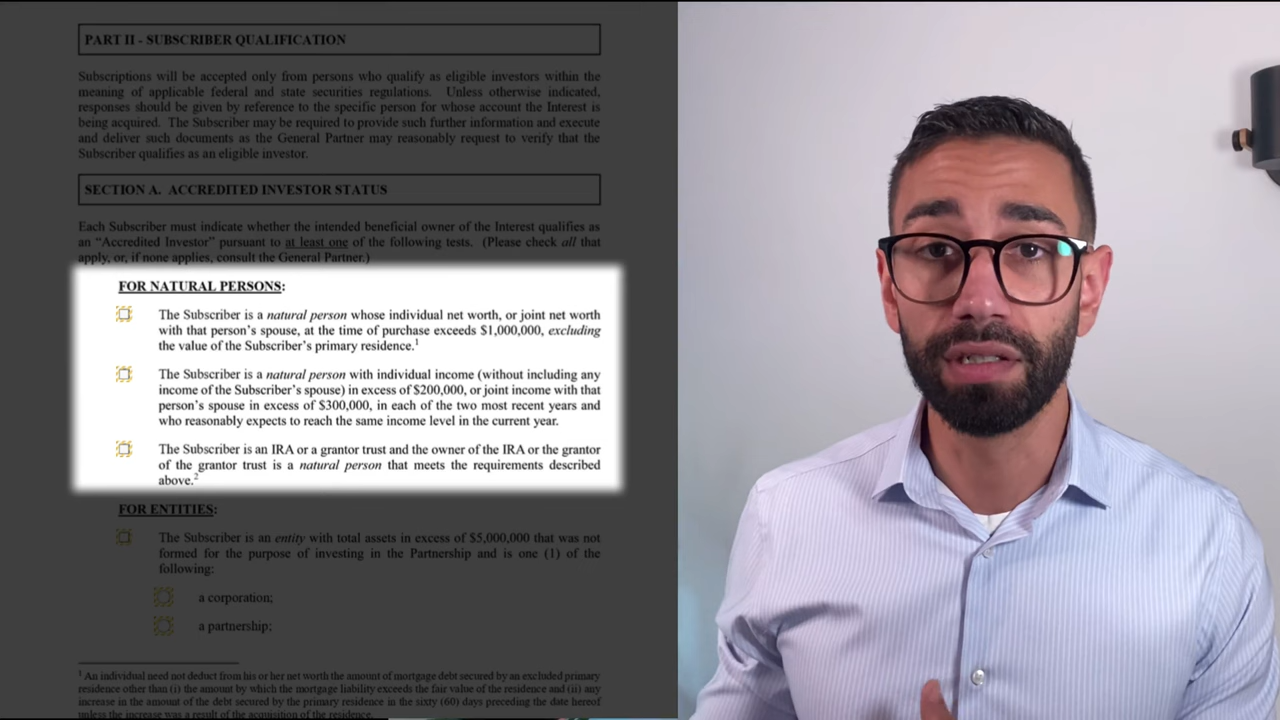 PART II - SUBSCRIBER QUALIFICATION
Subscriptions will be accepted only from persons who qualify as eligible investors within the
meaning of applicable federal and state securities regulations. Unless otherwise indicated,
responses should be given by reference to the specific person for whose account the Interest is
being acquired. The Subscriber may be required to provide such further information and execute
and deliver such documents as the General Partner may reasonably request to verify that the
Subscriber qualifies as an eligible investor.
SECTION A. ACCREDITED INVESTOR STATUS
Each Subscriber must indicate whether the intended beneficial owner of the Interest qualifies as
an “Accredited Investor” pursuant to at least one of the following tests. (Please check all that
apply, or, if none applies, consult the General Partner.)
FOR NATURAL PERSONS:
The Subscriber is a natural person whose individual net worth, or joint net worth
with that person’s spouse, at the time of purchase exceeds $1,000,000, excluding
the value of the Subscriber’s primary residence.1
The Subscriber is a natural person with individual income (without including any
income of the Subscriber’s spouse) in excess of $200,000, or joint income with that
person’s spouse in excess of $300,000, in each of the two most recent years and
who reasonably expects to reach the same income level in the current year.
The Subscriber is an IRA or a grantor trust and the owner of the IRA or the grantor
of the grantor trust is a natural person that meets the requirements described
above.2
FOR ENTITIES:
The Subscriber is an entity with total assets in excess of $5,000,000 that was not
formed for the purpose of investing in the Partnership and is one (1) of the
following:
a corporation;
a partnership;
1 An individual need not deduct from his or her net worth the amount of mortgage debt secured by an excluded primary
residence other than (i) the amount by which the mortgage liability exceeds the fair value of the residence and (ii) any
increase in the amount of the debt secured by the primary residence in the sixty (60) days preceding the date hereof
unless the increase was a result of the acquisition of the residence.